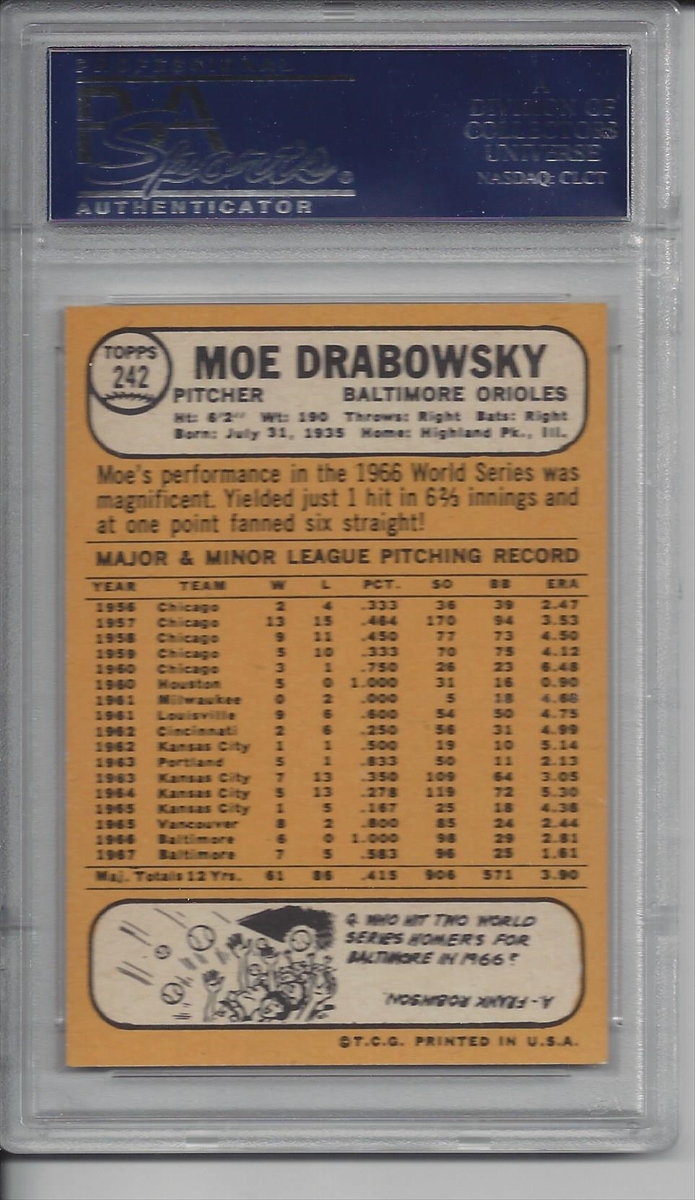 PROFESSIONAL
PSA
Sports®
AUTHENTICATOR
A
DIVISION OF
COLLECTORS
UNIVERSE
NASDAQ: CLCT
TOPPS
242
MOE DRABOWSKY
PITCHER BALTIMORE ORIOLES
Ht: 6'2" Wt: 190 Throws: Right Bats: Right
Born: July 31, 1935 Home: Highland Pk., Ill.
Moe's performance in the 1966 World Series was
magnificent. Yielded just 1 hit in 6⅔ innings and
at one point fanned six straight!
MAJOR & MINOR LEAGUE PITCHING RECORD
YEAR TEAM W L PCT. SO BB ERA
1956 Chicago 2 4 .333 36 39 2.47
1957 Chicago 13 15 .464 170 94 3.53
1958 Chicago 9 11 .450 77 73 4.50
1959 Chicago 5 10 .333 70 75 4.12
1960 Chicago 3 1 .750 26 23 6.48
1960 Houston 5 0 1.000 31 16 0.90
1961 Milwaukee 0 2 .000 5 18 4.68
1961 Louisville 9 6 .600 54 50 4.75
1962 Cincinnati 2 6 .250 56 31 4.99
1962 Kansas City 1 1 .500 19 10 5.14
1963 Portland 5 1 .833 50 11 2.13
1963 Kansas City 7 13 .350 109 64 3.05
1964 Kansas City 5 13 .278 119 72 5.30
1965 Kansas City 1 5 .167 25 18 4.38
1965 Vancouver 8 2 .800 85 24 2.44
1966 Baltimore 6 0 1.000 98 29 2.81
1967 Baltimore 7 5 .583 96 25 1.61
Maj. Totals 12 Yrs. 61 86 .415 906 571 3.90
Q. WHO HIT TWO WORLD
SERIES HOMERS FOR
BALTIMORE IN 1966?
A- FRANK ROBINSON.
©T.C.G. PRINTED IN U.S.A.